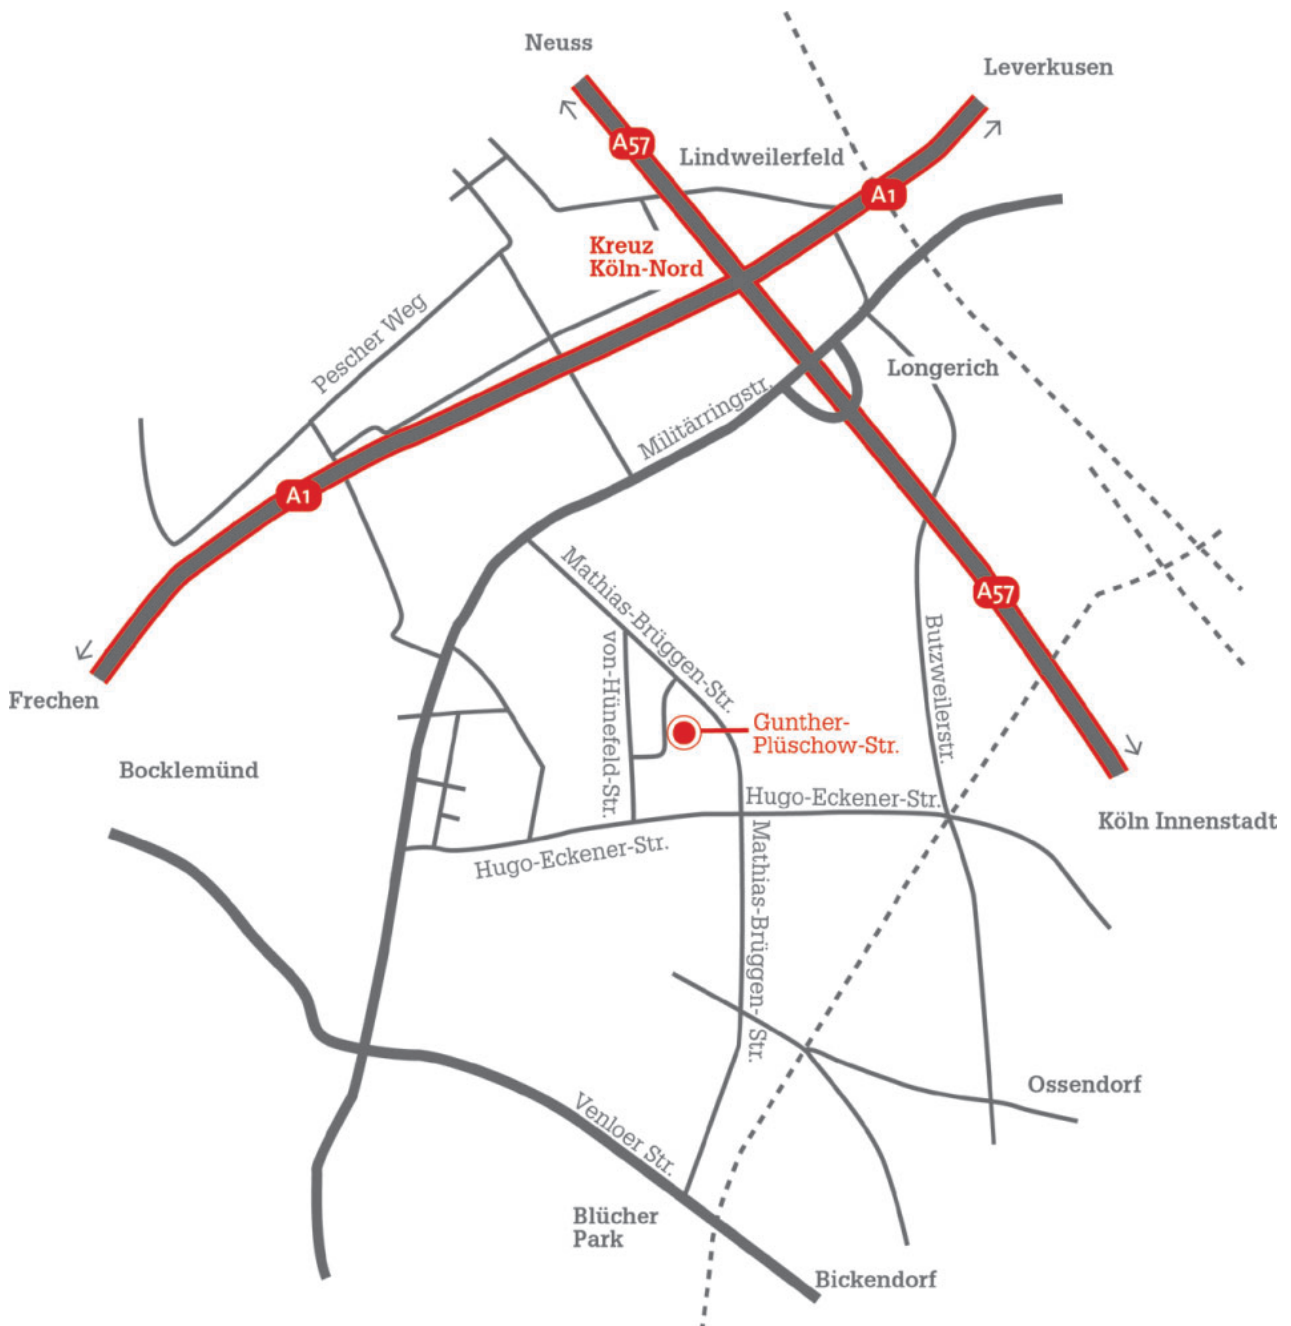 Neuss
Leverkusen
A57
Lindweilerfeld
A1
Kreuz
Köln-Nord
Pescher Weg
Longerich
Militärringstr.
A1
Mathias-Brüggen-Str.
A57
Butzweilerstr.
von-Hünefeld-Str.
Frechen
Gunther-
Plüschow-Str.
Bocklemünd
Hugo-Eckener-Str.
Köln Innenstadt
Hugo-Eckener-Str.
Mathias-Brüggen-Str.
Ossendorf
Venloer Str.
Blücher
Park
Bickendorf